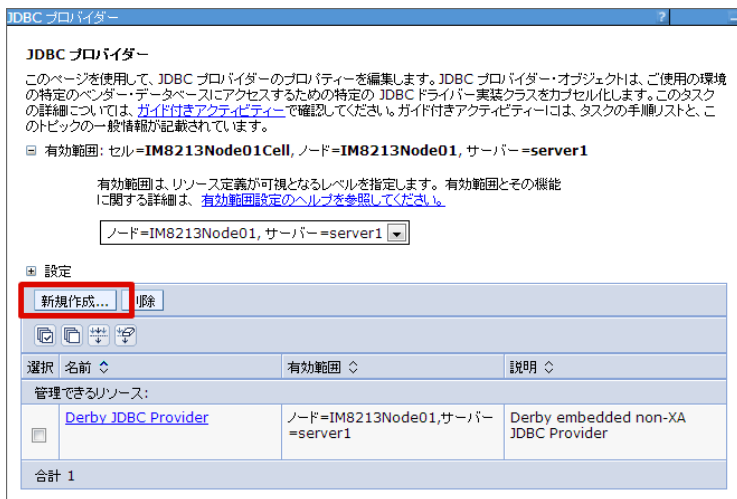 JDBC プロバイダー ?
JDBC プロバイダー
このページを使用して、JDBC プロバイダーのプロパティーを編集します。JDBC プロバイダー・オブジェクトは、ご使用の環境
の特定のベンダー・データベースにアクセスするための特定の JDBC ドライバー実装クラスをカプセル化します。このタスク
の詳細については、ガイド付きアクティビティーで確認してください。ガイド付きアクティビティーには、タスクの手順リストと、こ
のトピックの一般情報が記載されています。
有効範囲: セル=IM8213Node01Cell, ノード=IM8213Node01, サーバー=server1
有効範囲は、リソース定義が可視となるレベルを指定します。有効範囲とその機能
に関する詳細は、有効範囲設定のヘルプを参照してください。
ノード=IM8213Node01, サーバー=server1
設定
新規作成... 削除
選択 名前 有効範囲 説明
管理できるリソース:
Derby JDBC Provider ノード=IM8213Node01,サーバー Derby embedded non-XA
=server1 JDBC Provider
合計 1